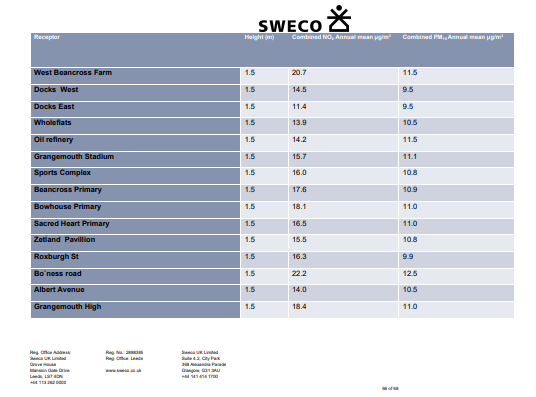 SWECO
Receptor Height (m) Combined NO₂ Annual mean µg/m³ Combined PM₁₀ Annual mean µg/m³
West Beancross Farm 1.5 20.7 11.5
Docks West 1.5 14.5 9.5
Docks East 1.5 11.4 9.5
Wholeflats 1.5 13.9 10.5
Oil refinery 1.5 14.2 11.5
Grangemouth Stadium 1.5 15.7 11.1
Sports Complex 1.5 16.0 10.8
Beancross Primary 1.5 17.6 10.9
Bowhouse Primary 1.5 18.1 11.0
Sacred Heart Primary 1.5 16.5 11.0
Zetland Pavillion 1.5 15.5 10.8
Roxburgh St 1.5 16.3 9.9
Bo'ness road 1.5 22.2 12.5
Albert Avenue 1.5 14.0 10.5
Grangemouth High 1.5 18.4 11.0
Reg. Office Address: Reg. No.: 2888385 Sweco UK Limited
Sweco UK Limited Reg. Office: Leeds Suite 4.2, City Park
Grove House 368 Alexandra Parade
Mansion Gate Drive www.sweco.co.uk Glasgow, G31 3AU
Leeds, LS7 4DN +44 141 414 1700
+44 113 262 0000
68 of 69